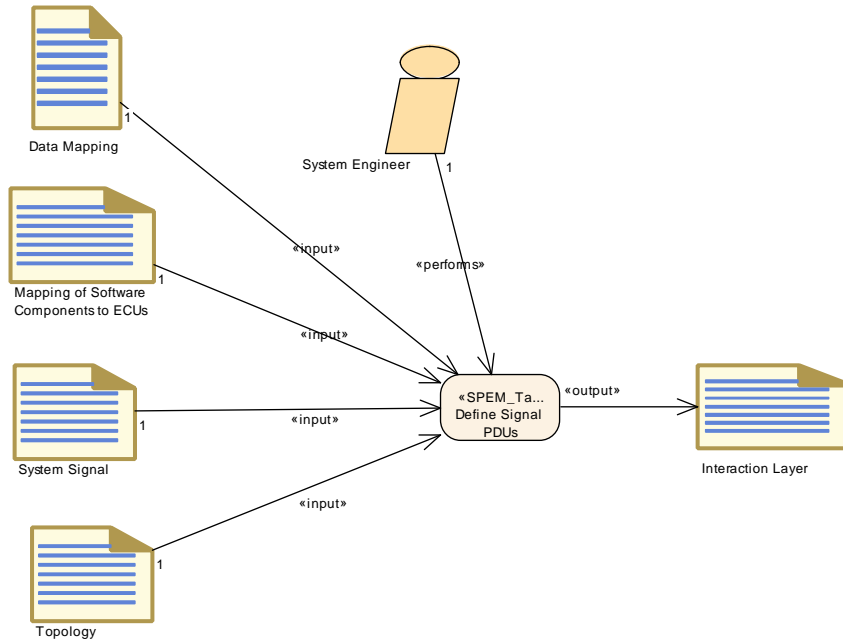 1
Data Mapping
System Engineer
1
«input»
«performs»
1
Mapping of Software
Components to ECUs
«input»
«SPEM_Ta...
Define Signal
PDUs
«output»
1
System Signal
«input»
Interaction Layer
«input»
1
Topology